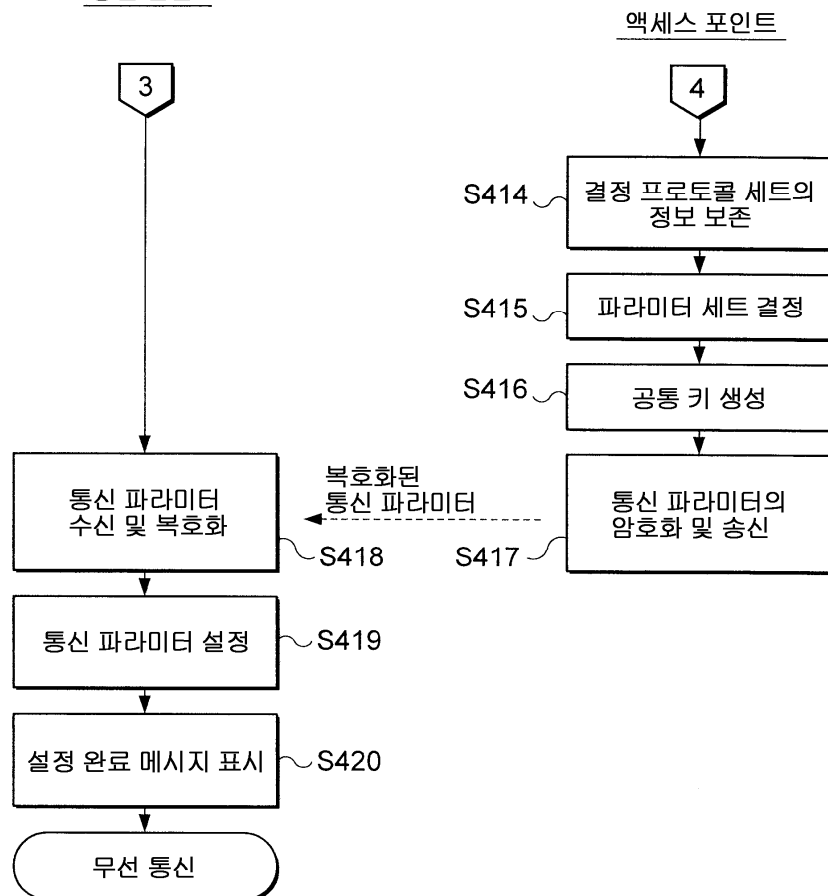 액세스 포인트
3
4
S414
결정 프로토콜 세트의
정보 보존
S415
파라미터 세트 결정
S416
공통 키 생성
통신 파라미터
수신 및 복호화
S418
복호화된
통신 파라미터
통신 파라미터의
암호화 및 송신
S417
통신 파라미터 설정
S419
설정 완료 메시지 표시
S420
무선 통신